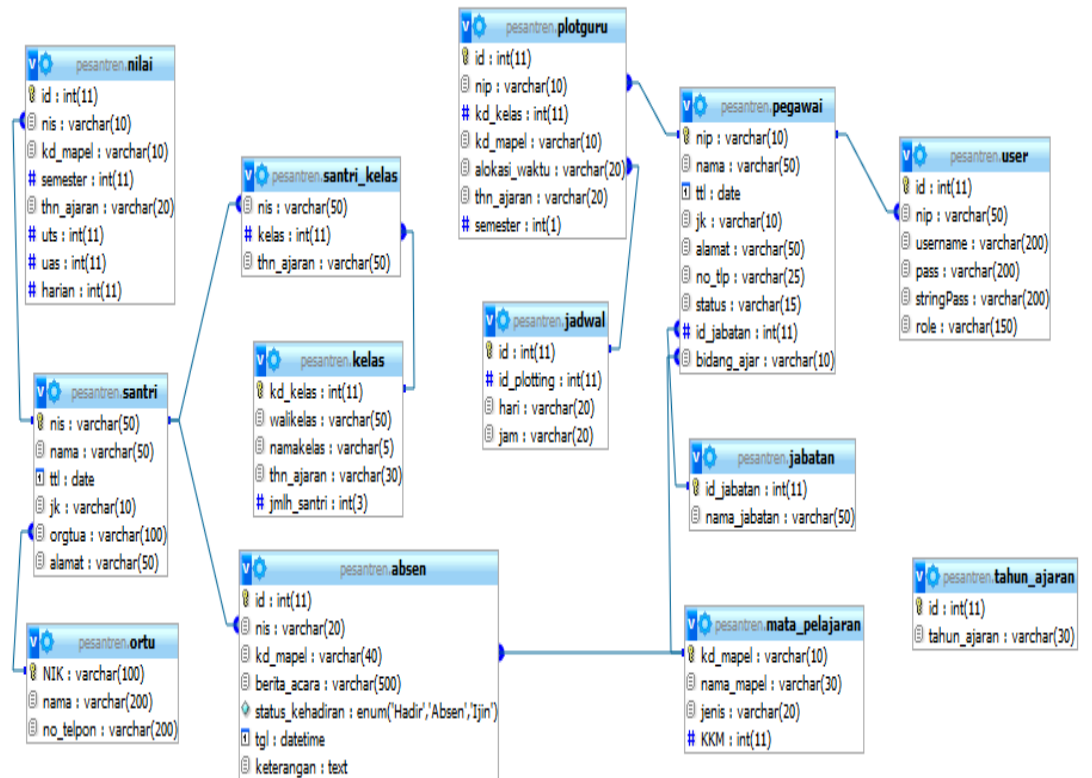 pesantren.nilai
id : int(11)
nis : varchar(10)
kd_mapel : varchar(10)
# semester : int(11)
thn_ajaran : varchar(20)
# uts : int(11)
# uas : int(11)
# harian : int(11)
pesantren.santri_kelas
nis : varchar(50)
# kelas : int(11)
thn_ajaran : varchar(50)
pesantren.plotguru
id : int(11)
nip : varchar(10)
# kd_kelas : int(11)
kd_mapel : varchar(10)
alokasi_waktu : varchar(20)
thn_ajaran : varchar(20)
# semester : int(1)
pesantren.pegawai
nip : varchar(10)
nama : varchar(50)
ttl : date
jk : varchar(10)
alamat : varchar(50)
no_tlp : varchar(25)
status : varchar(15)
# id_jabatan : int(11)
bidang_ajar : varchar(10)
pesantren.user
id : int(11)
nip : varchar(50)
username : varchar(200)
pass : varchar(200)
stringPass : varchar(200)
role : varchar(150)
pesantren.santri
nis : varchar(50)
nama : varchar(50)
ttl : date
jk : varchar(10)
orgtua : varchar(100)
alamat : varchar(50)
pesantren.kelas
kd_kelas : int(11)
walikelas : varchar(50)
namakelas : varchar(5)
thn_ajaran : varchar(30)
# jmlh_santri : int(3)
pesantren.jadwal
id : int(11)
# id_plotting : int(11)
hari : varchar(20)
jam : varchar(20)
pesantren.jabatan
id_jabatan : int(11)
nama_jabatan : varchar(50)
pesantren.ortu
NIK : varchar(100)
nama : varchar(200)
no_telpon : varchar(200)
pesantren.absen
id : int(11)
nis : varchar(20)
kd_mapel : varchar(40)
berita_acara : varchar(500)
status_kehadiran : enum('Hadir','Absen','Ijin')
tgl : datetime
keterangan : text
pesantren.mata_pelajaran
kd_mapel : varchar(10)
nama_mapel : varchar(30)
jenis : varchar(20)
# KKM : int(11)
pesantren.tahun_ajaran
id : int(11)
tahun_ajaran : varchar(30)